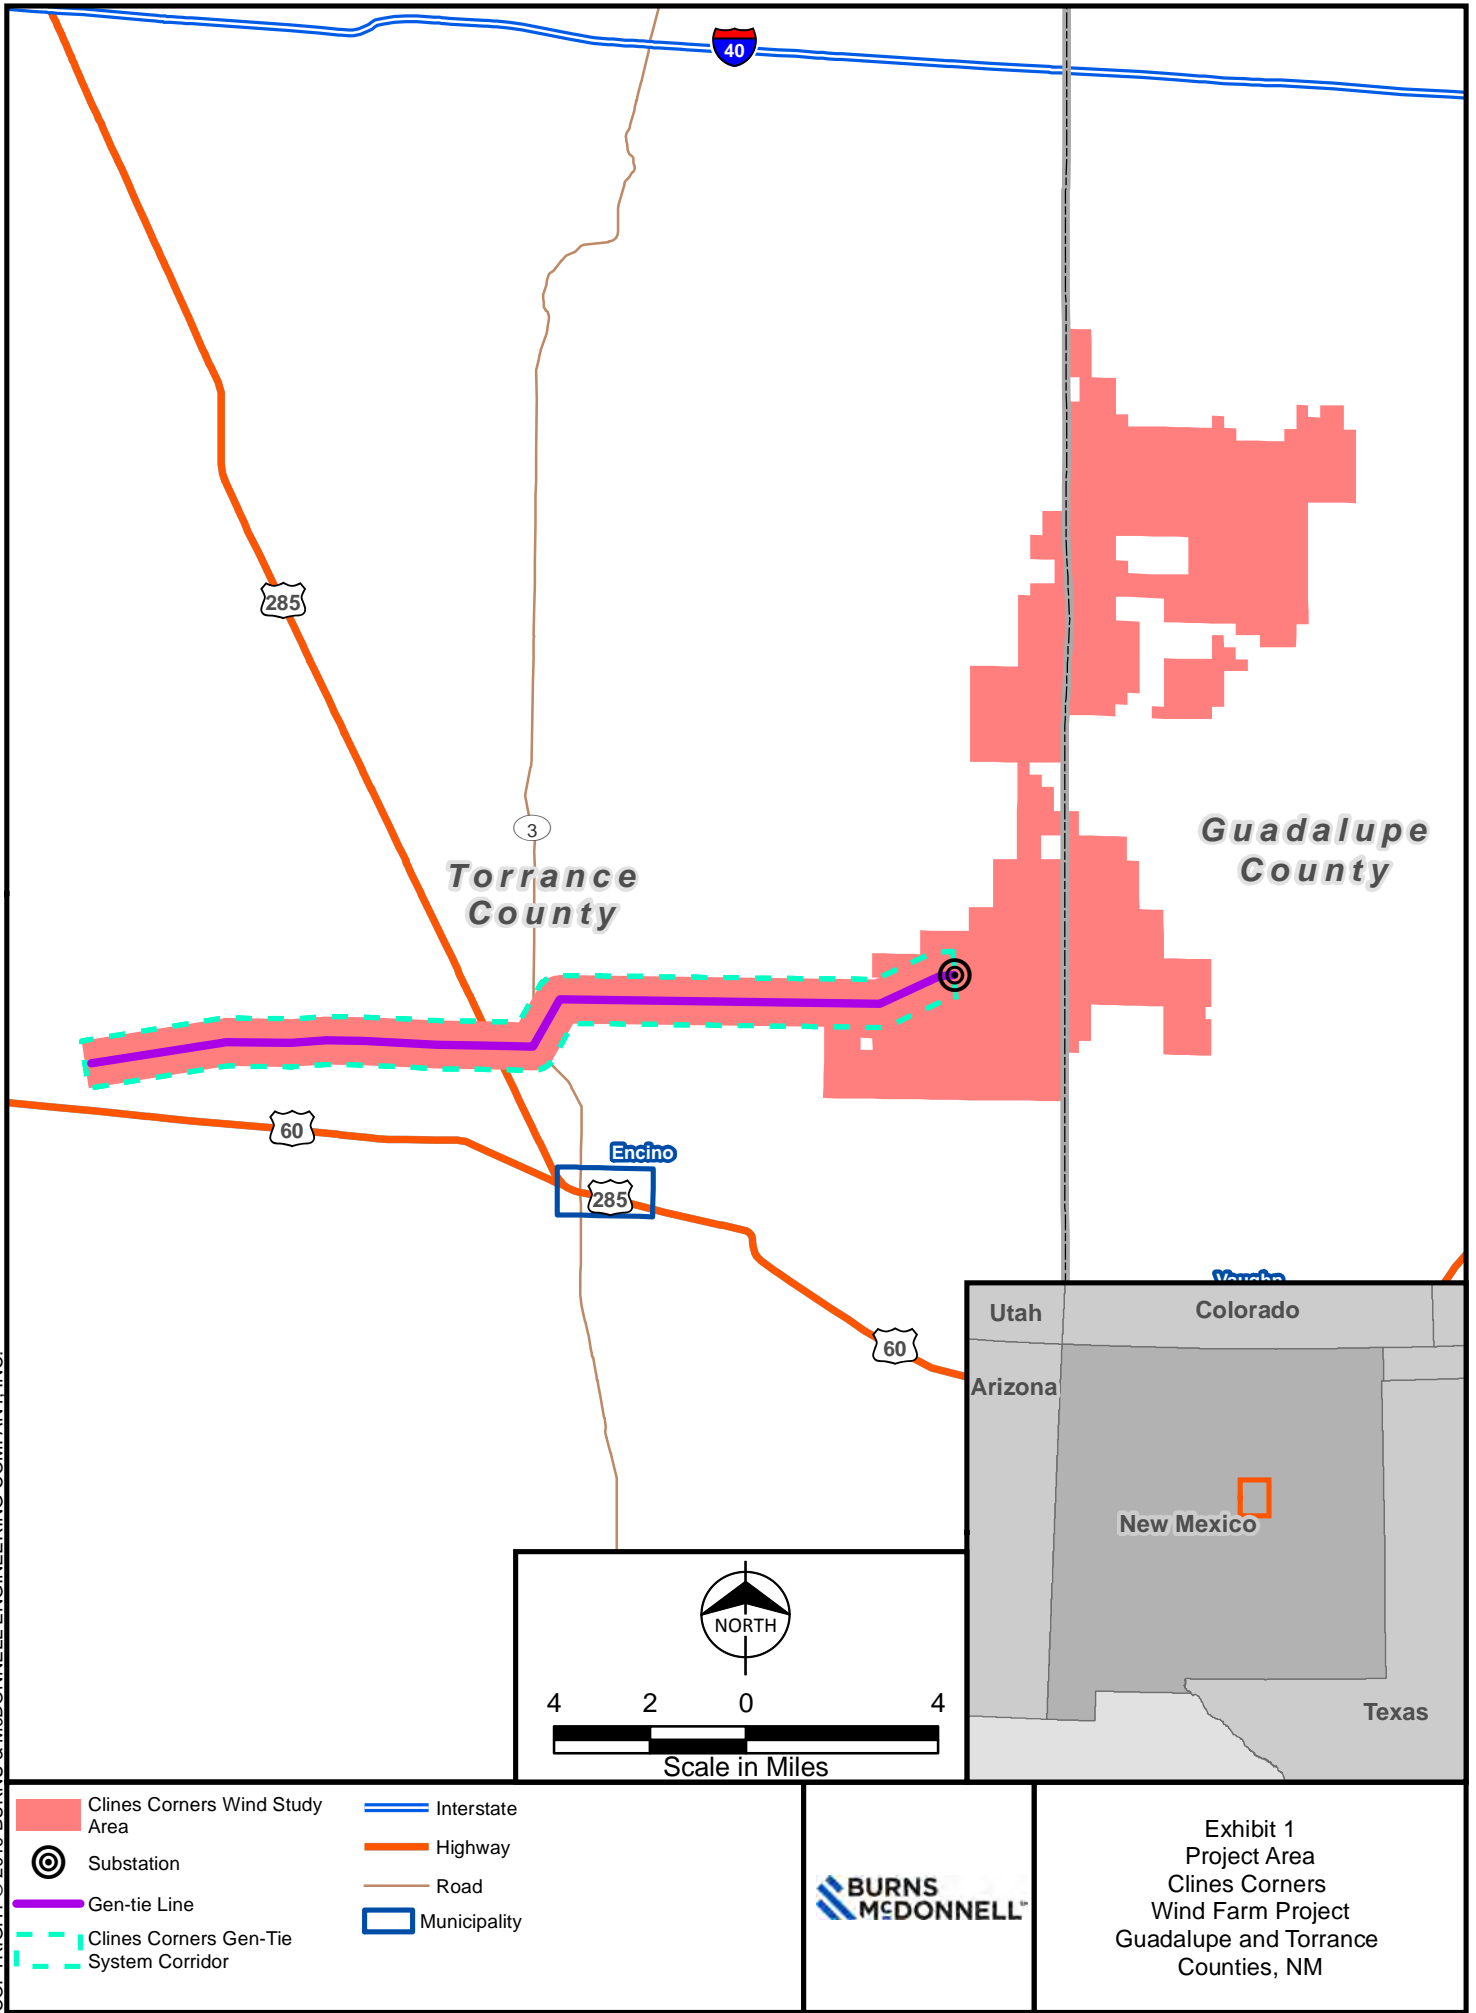 40
285
3
Torrance
County
Guadalupe
County
60
Encino
285
60
Vaughn
Utah
Colorado
Arizona
New Mexico
Texas
NORTH
4 2 0 4
Scale in Miles
Clines Corners Wind Study
Area
Substation
Gen-tie Line
Clines Corners Gen-Tie
System Corridor
Interstate
Highway
Road
Municipality
BURNS
McDONNELL
Exhibit 1
Project Area
Clines Corners
Wind Farm Project
Guadalupe and Torrance
Counties, NM